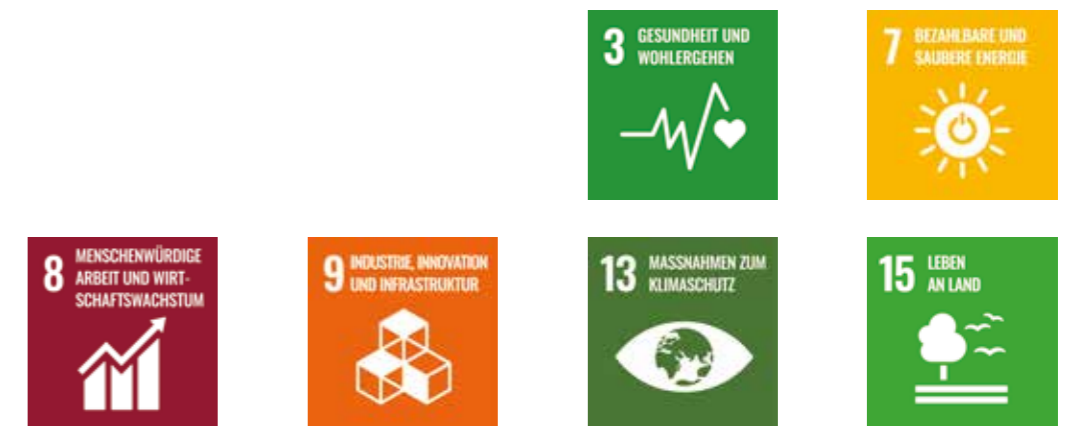 3 GESUNDHEIT UND
WOHLERGEHEN
7 BEZAHLBARE UND
SAUBERE ENERGIE
8 MENSCHENWÜRDIGE
ARBEIT UND WIRT-
SCHAFTSWACHSTUM
9 INDUSTRIE, INNOVATION
UND INFRASTRUKTUR
13 MASSNAHMEN ZUM
KLIMASCHUTZ
15 LEBEN
AN LAND